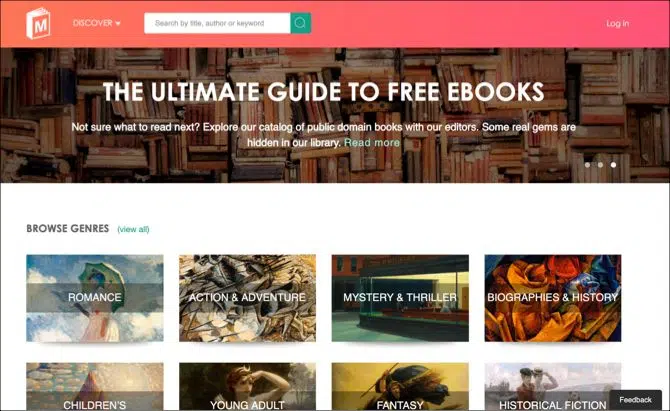 M
DISCOVER
Search by title, author or keyword
Log in
THE ULTIMATE GUIDE TO FREE EBOOKS
Not sure what to read next? Explore our catalog of public domain books with our editors. Some real gems are
hidden in our library. Read more
BROWSE GENRES (view all)
ROMANCE
ACTION & ADVENTURE
MYSTERY & THRILLER
BIOGRAPHIES & HISTORY
CHILDREN'S
YOUNG ADULT
FANTASY
HISTORICAL FICTION
Feedback